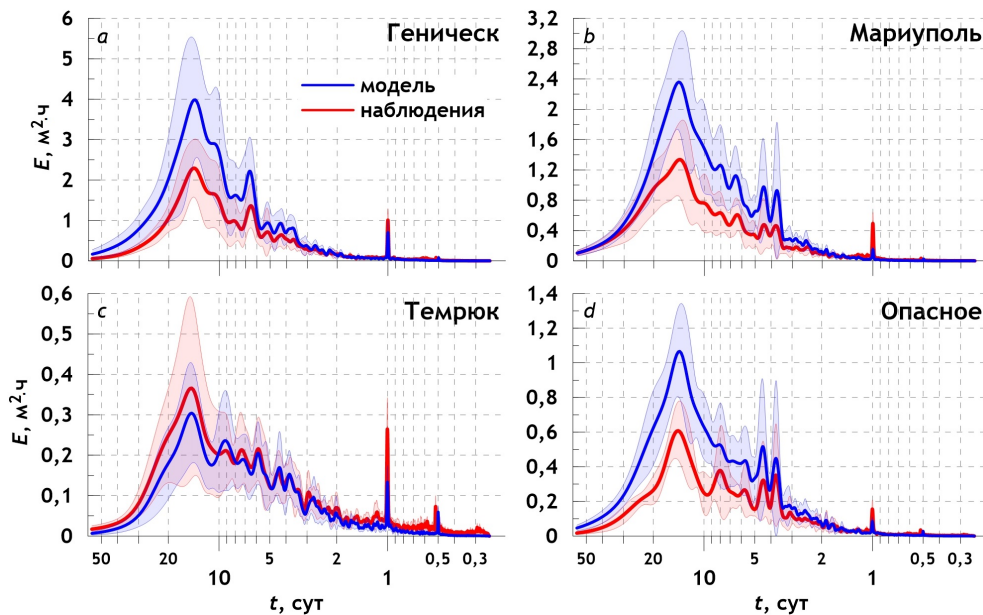 a Геническ
модель
наблюдения
E, м²·ч
6
5
4
3
2
1
0
b Мариуполь
3,2
2,8
2,4
2
1,6
1,2
0,8
0,4
0
c Темрюк
E, м²·ч
0,6
0,5
0,4
0,3
0,2
0,1
0
50 20 10 5 2 1 0,5 0,3
t, сут
d Опасное
1,4
1,2
1
0,8
0,6
0,4
0,2
0
50 20 10 5 2 1 0,5 0,3
t, сут